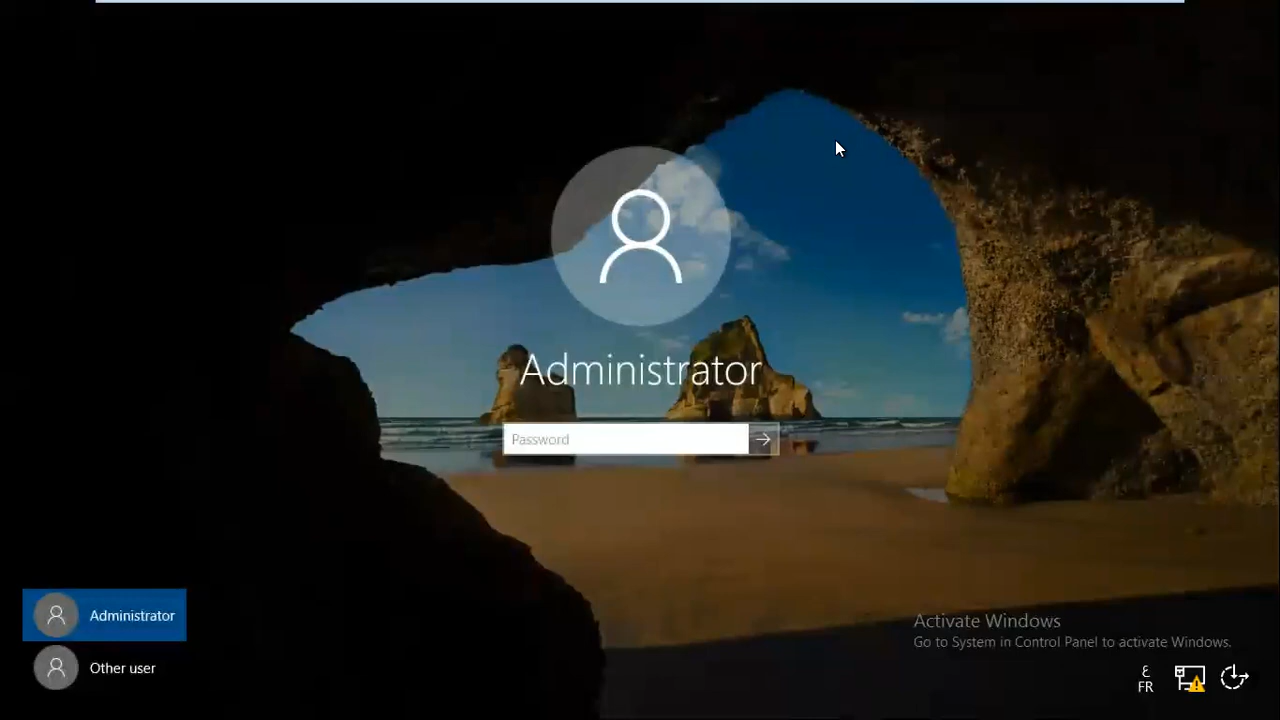 Administrator
Password
Administrator
Other user
Activate Windows
Go to System in Control Panel to activate Windows.
ع
FR